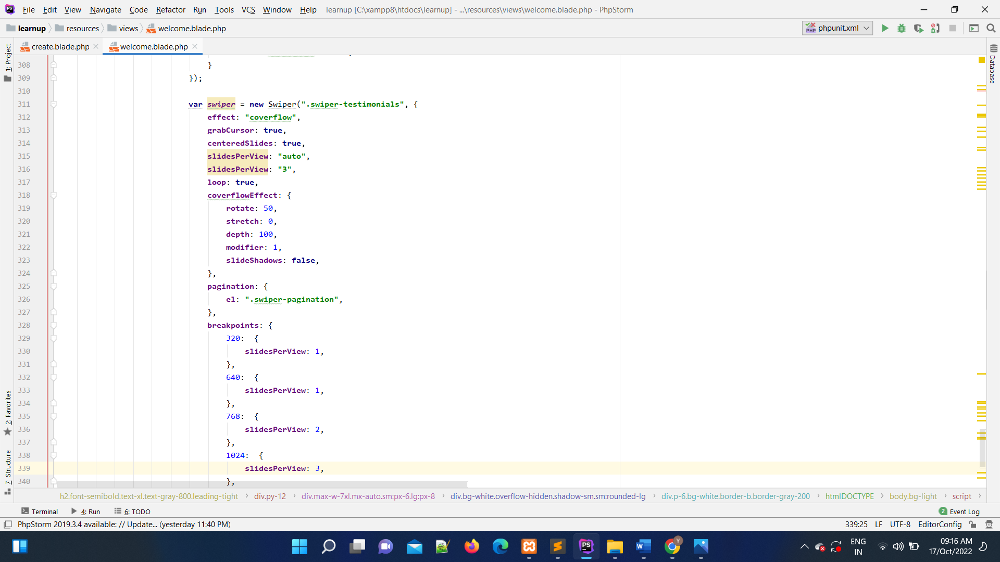 File Edit View Navigate Code Refactor Run Tools VCS Window Help learnup [C:\xampp8\htdocs\learnup] - ...\resources\views\welcome.blade.php - PhpStorm
learnup resources views welcome.blade.php phpunit.xml
create.blade.php welcome.blade.php
1: Project
Database
308 }
309 });
310
311 var swiper = new Swiper(".swiper-testimonials", {
312 effect: "coverflow",
313 grabCursor: true,
314 centeredSlides: true,
315 slidesPerView: "auto",
316 slidesPerView: "3",
317 loop: true,
318 coverflowEffect: {
319 rotate: 50,
320 stretch: 0,
321 depth: 100,
322 modifier: 1,
323 slideShadows: false,
324 },
325 pagination: {
326 el: ".swiper-pagination",
327 },
328 breakpoints: {
329 320: {
330 slidesPerView: 1,
331 },
332 640: {
333 slidesPerView: 1,
334 },
335 768: {
336 slidesPerView: 2,
337 },
338 1024: {
339 slidesPerView: 3,
340 },
2: Favorites
7: Structure
h2.font-semibold.text-xl.text-gray-800.leading-tight div.py-12 div.max-w-7xl.mx-auto.sm:px-6.lg:px-8 div.bg-white.overflow-hidden.shadow-sm.sm:rounded-lg div.p-6.bg-white.border-b.border-gray-200 htmlDOCTYPE body.bg-light script
Terminal 4: Run 6: TODO 2 Event Log
PhpStorm 2019.3.4 available: // Update... (yesterday 11:40 PM) 339:25 LF UTF-8 EditorConfig
ENG 09:16 AM
IN 17/Oct/2022